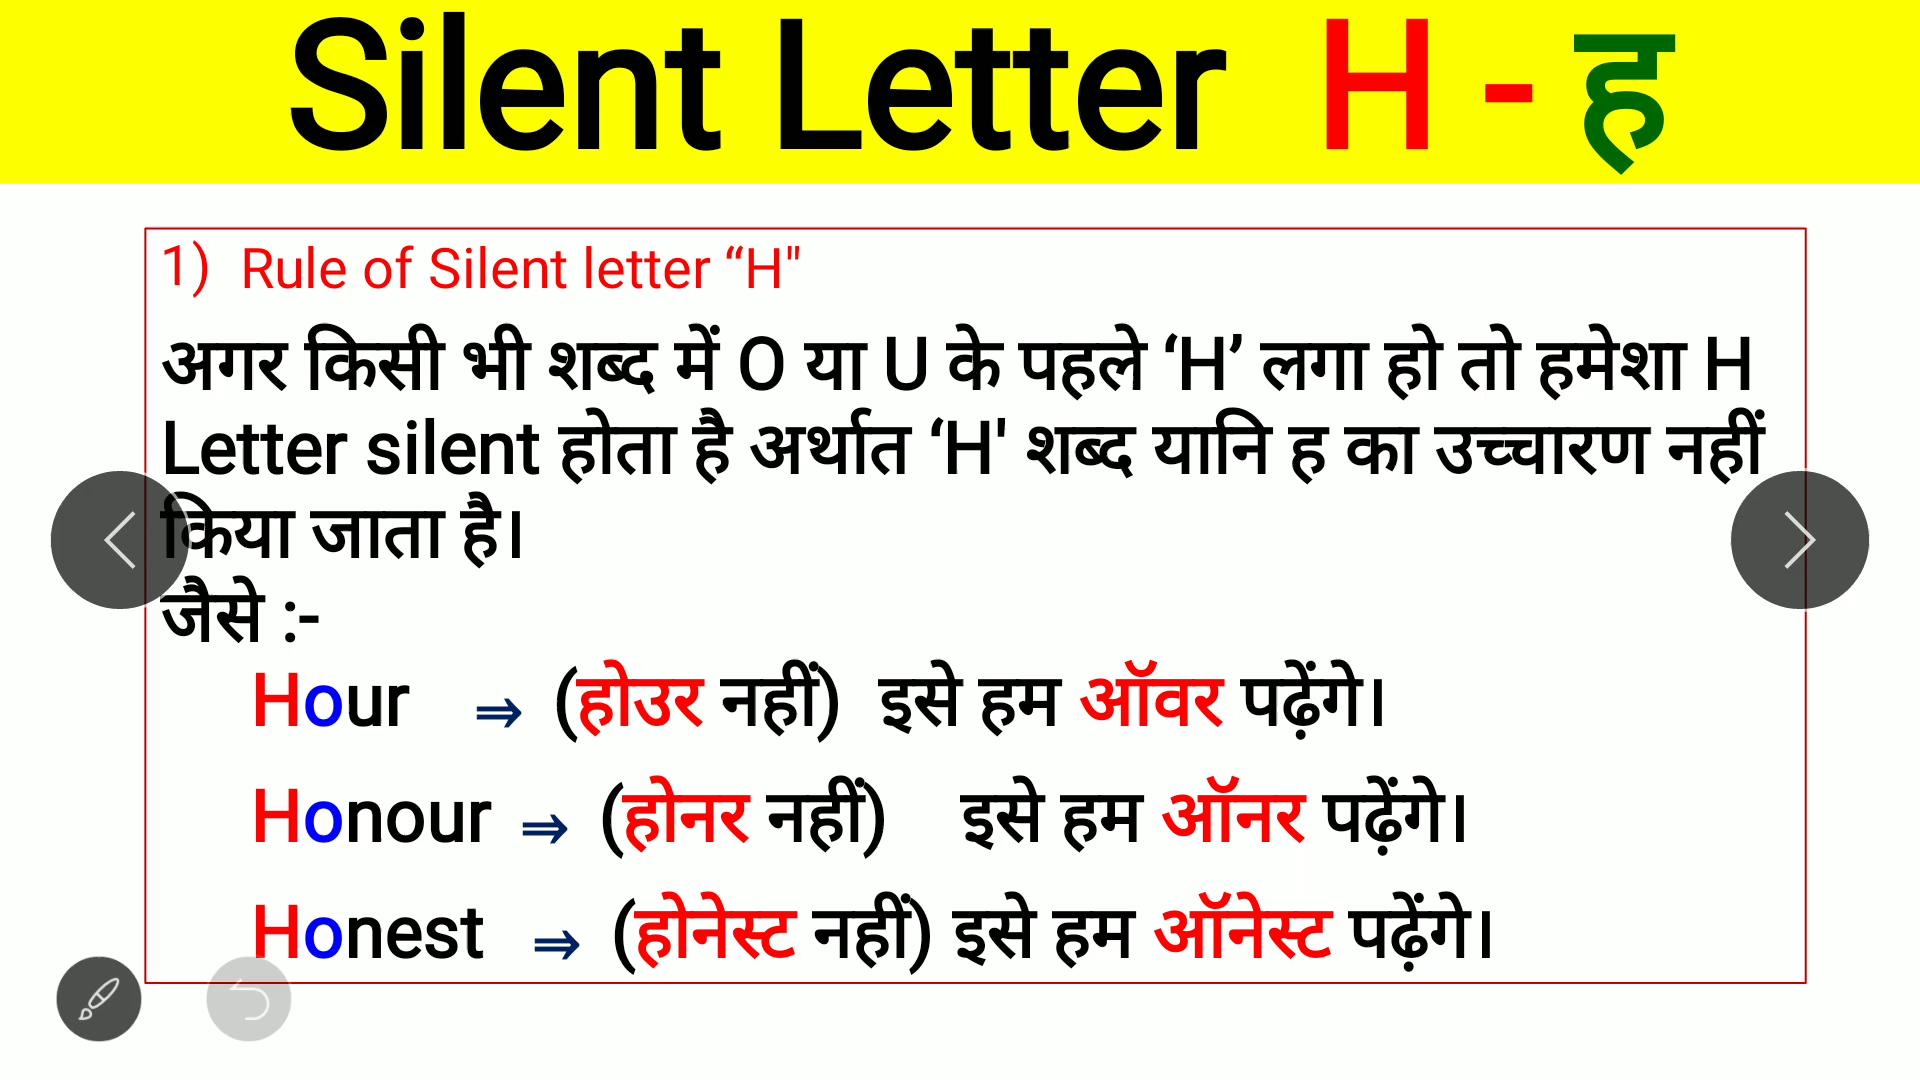 Silent Letter H - ह
1) Rule of Silent letter “H"
अगर किसी भी शब्द में O या U के पहले ‘H’ लगा हो तो हमेशा H
Letter silent होता है अर्थात ‘H' शब्द यानि ह का उच्चारण नहीं
किया जाता है।
जैसे :-
Hour ⇒ (होउर नहीं) इसे हम ऑवर पढ़ेंगे।
Honour ⇒ (होनर नहीं) इसे हम ऑनर पढ़ेंगे।
Honest ⇒ (होनेस्ट नहीं) इसे हम ऑनेस्ट पढ़ेंगे।